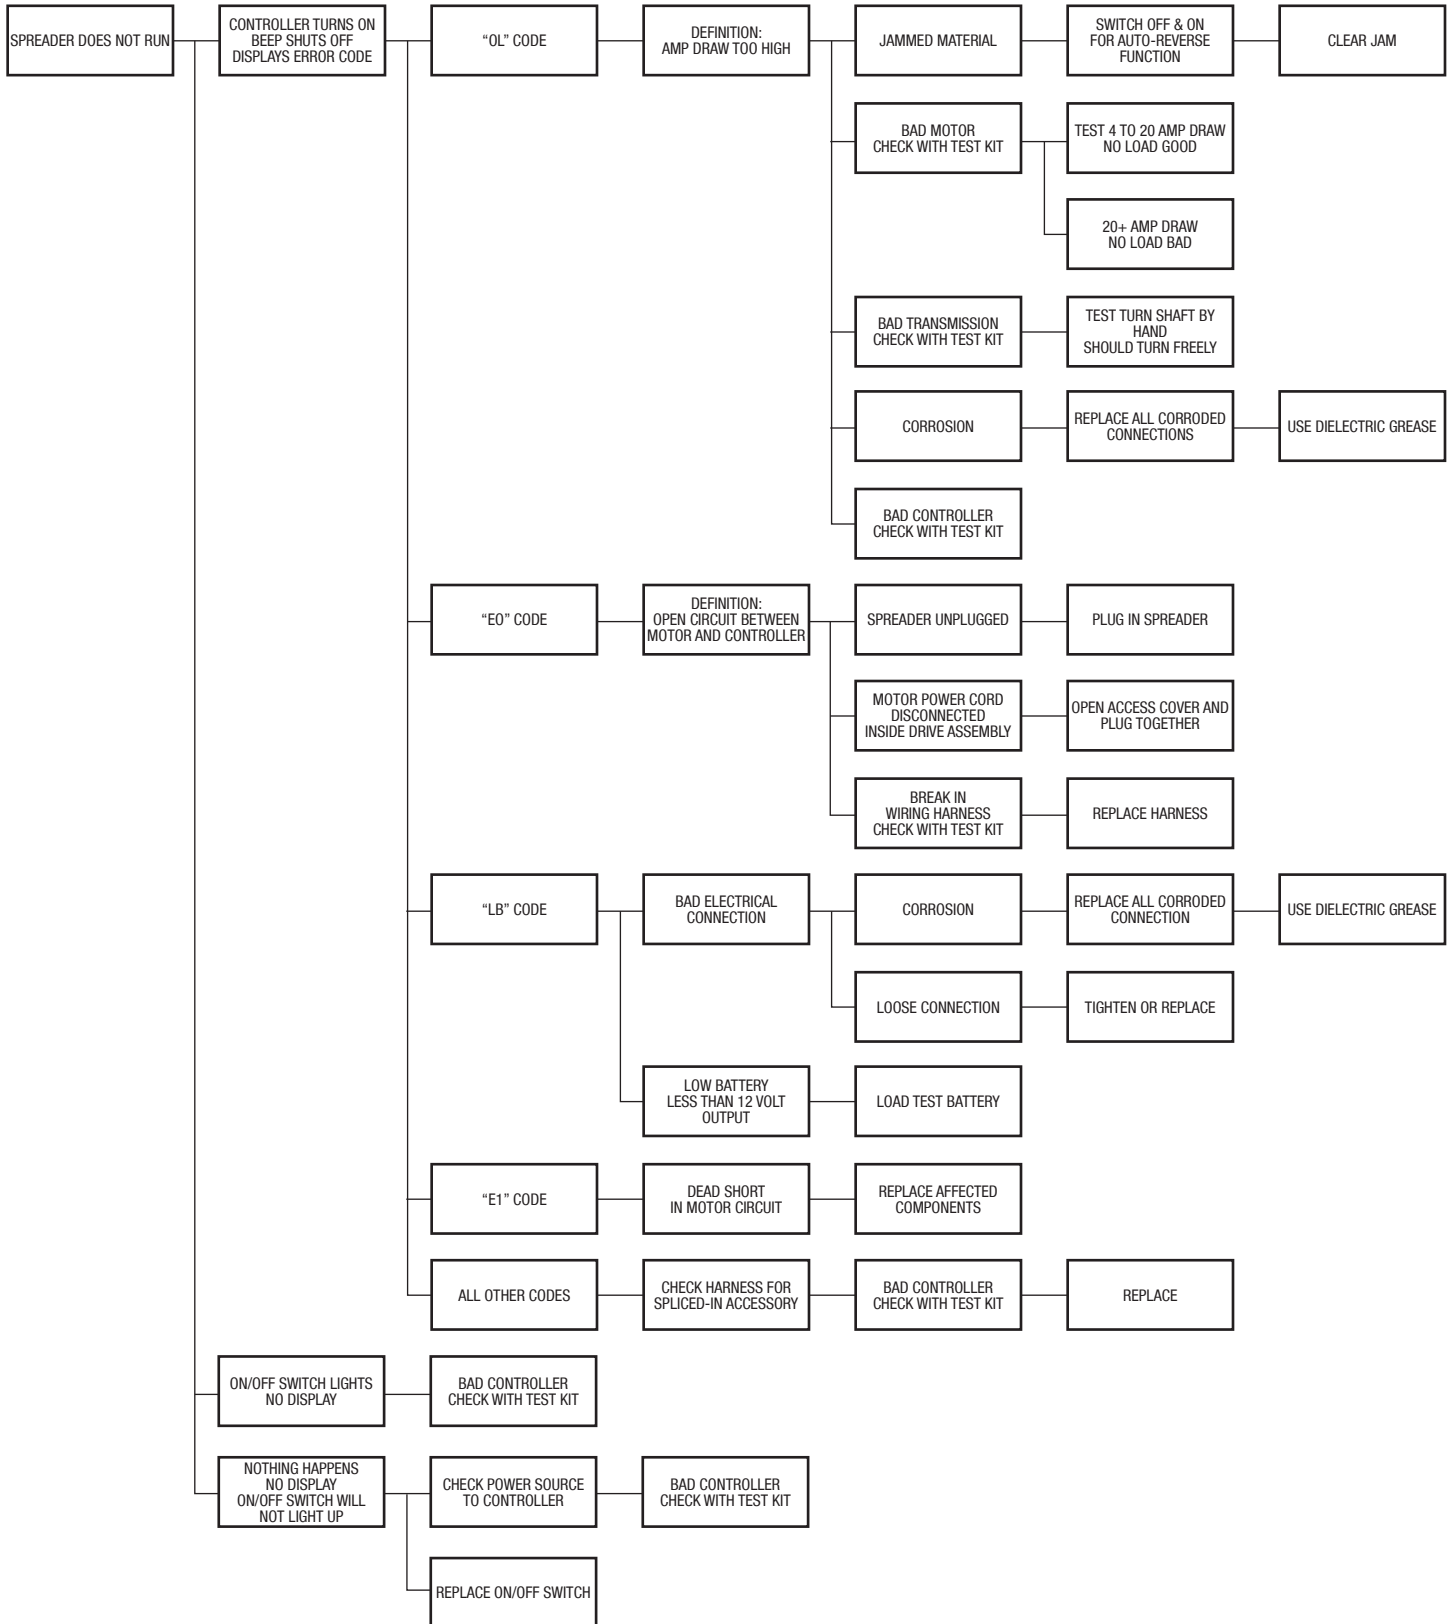 SPREADER DOES NOT RUN
CONTROLLER TURNS ON
BEEP SHUTS OFF
DISPLAYS ERROR CODE
“OL” CODE
DEFINITION:
AMP DRAW TOO HIGH
JAMMED MATERIAL
SWITCH OFF & ON
FOR AUTO-REVERSE
FUNCTION
CLEAR JAM
BAD MOTOR
CHECK WITH TEST KIT
TEST 4 TO 20 AMP DRAW
NO LOAD GOOD
20+ AMP DRAW
NO LOAD BAD
BAD TRANSMISSION
CHECK WITH TEST KIT
TEST TURN SHAFT BY
HAND
SHOULD TURN FREELY
CORROSION
REPLACE ALL CORRODED
CONNECTIONS
USE DIELECTRIC GREASE
BAD CONTROLLER
CHECK WITH TEST KIT
“EO” CODE
DEFINITION:
OPEN CIRCUIT BETWEEN
MOTOR AND CONTROLLER
SPREADER UNPLUGGED
PLUG IN SPREADER
MOTOR POWER CORD
DISCONNECTED
INSIDE DRIVE ASSEMBLY
OPEN ACCESS COVER AND
PLUG TOGETHER
BREAK IN
WIRING HARNESS
CHECK WITH TEST KIT
REPLACE HARNESS
“LB” CODE
BAD ELECTRICAL
CONNECTION
CORROSION
REPLACE ALL CORRODED
CONNECTION
USE DIELECTRIC GREASE
LOOSE CONNECTION
TIGHTEN OR REPLACE
LOW BATTERY
LESS THAN 12 VOLT
OUTPUT
LOAD TEST BATTERY
“E1” CODE
DEAD SHORT
IN MOTOR CIRCUIT
REPLACE AFFECTED
COMPONENTS
ALL OTHER CODES
CHECK HARNESS FOR
SPLICED-IN ACCESSORY
BAD CONTROLLER
CHECK WITH TEST KIT
REPLACE
ON/OFF SWITCH LIGHTS
NO DISPLAY
BAD CONTROLLER
CHECK WITH TEST KIT
NOTHING HAPPENS
NO DISPLAY
ON/OFF SWITCH WILL
NOT LIGHT UP
CHECK POWER SOURCE
TO CONTROLLER
BAD CONTROLLER
CHECK WITH TEST KIT
REPLACE ON/OFF SWITCH